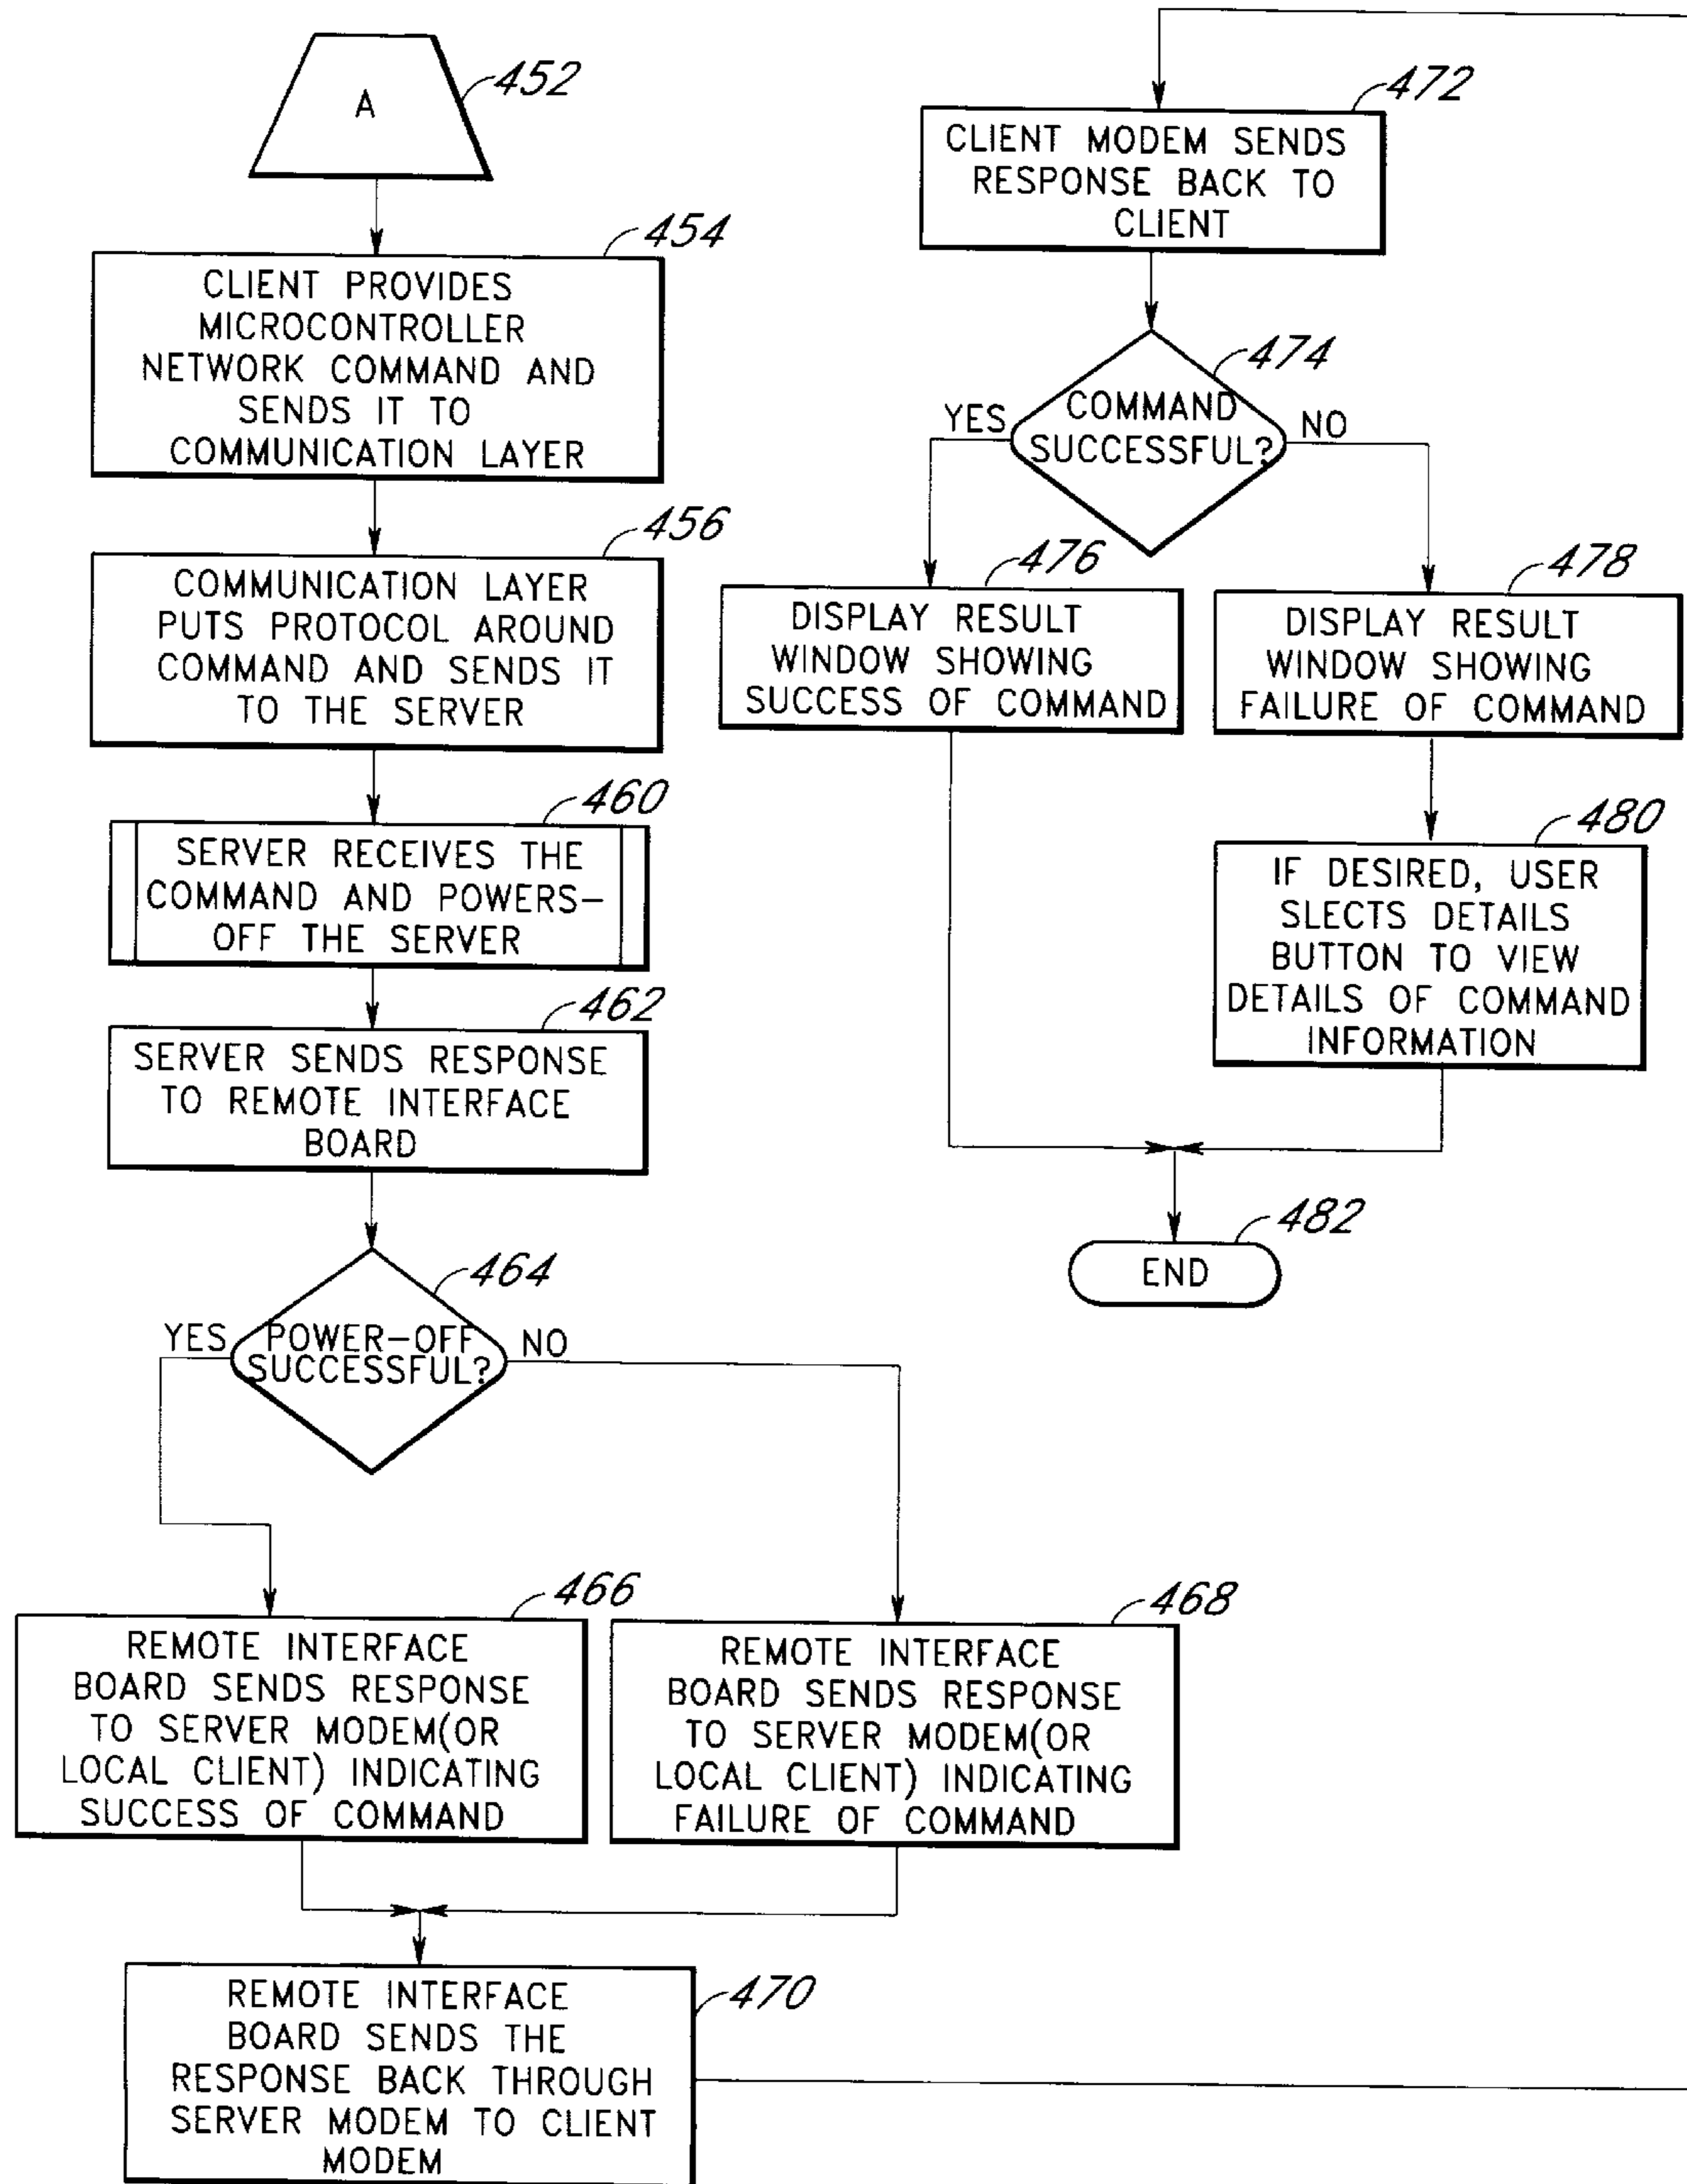 A
452
454
CLIENT PROVIDES
MICROCONTROLLER
NETWORK COMMAND AND
SENDS IT TO
COMMUNICATION LAYER
456
COMMUNICATION LAYER
PUTS PROTOCOL AROUND
COMMAND AND SENDS IT
TO THE SERVER
460
SERVER RECEIVES THE
COMMAND AND POWERS-
OFF THE SERVER
462
SERVER SENDS RESPONSE
TO REMOTE INTERFACE
BOARD
464
YES
POWER-OFF
SUCCESSFUL?
NO
466
REMOTE INTERFACE
BOARD SENDS RESPONSE
TO SERVER MODEM(OR
LOCAL CLIENT) INDICATING
SUCCESS OF COMMAND
468
REMOTE INTERFACE
BOARD SENDS RESPONSE
TO SERVER MODEM(OR
LOCAL CLIENT) INDICATING
FAILURE OF COMMAND
470
REMOTE INTERFACE
BOARD SENDS THE
RESPONSE BACK THROUGH
SERVER MODEM TO CLIENT
MODEM
472
CLIENT MODEM SENDS
RESPONSE BACK TO
CLIENT
474
YES
COMMAND
SUCCESSFUL?
NO
476
DISPLAY RESULT
WINDOW SHOWING
SUCCESS OF COMMAND
478
DISPLAY RESULT
WINDOW SHOWING
FAILURE OF COMMAND
480
IF DESIRED, USER
SLECTS DETAILS
BUTTON TO VIEW
DETAILS OF COMMAND
INFORMATION
482
END